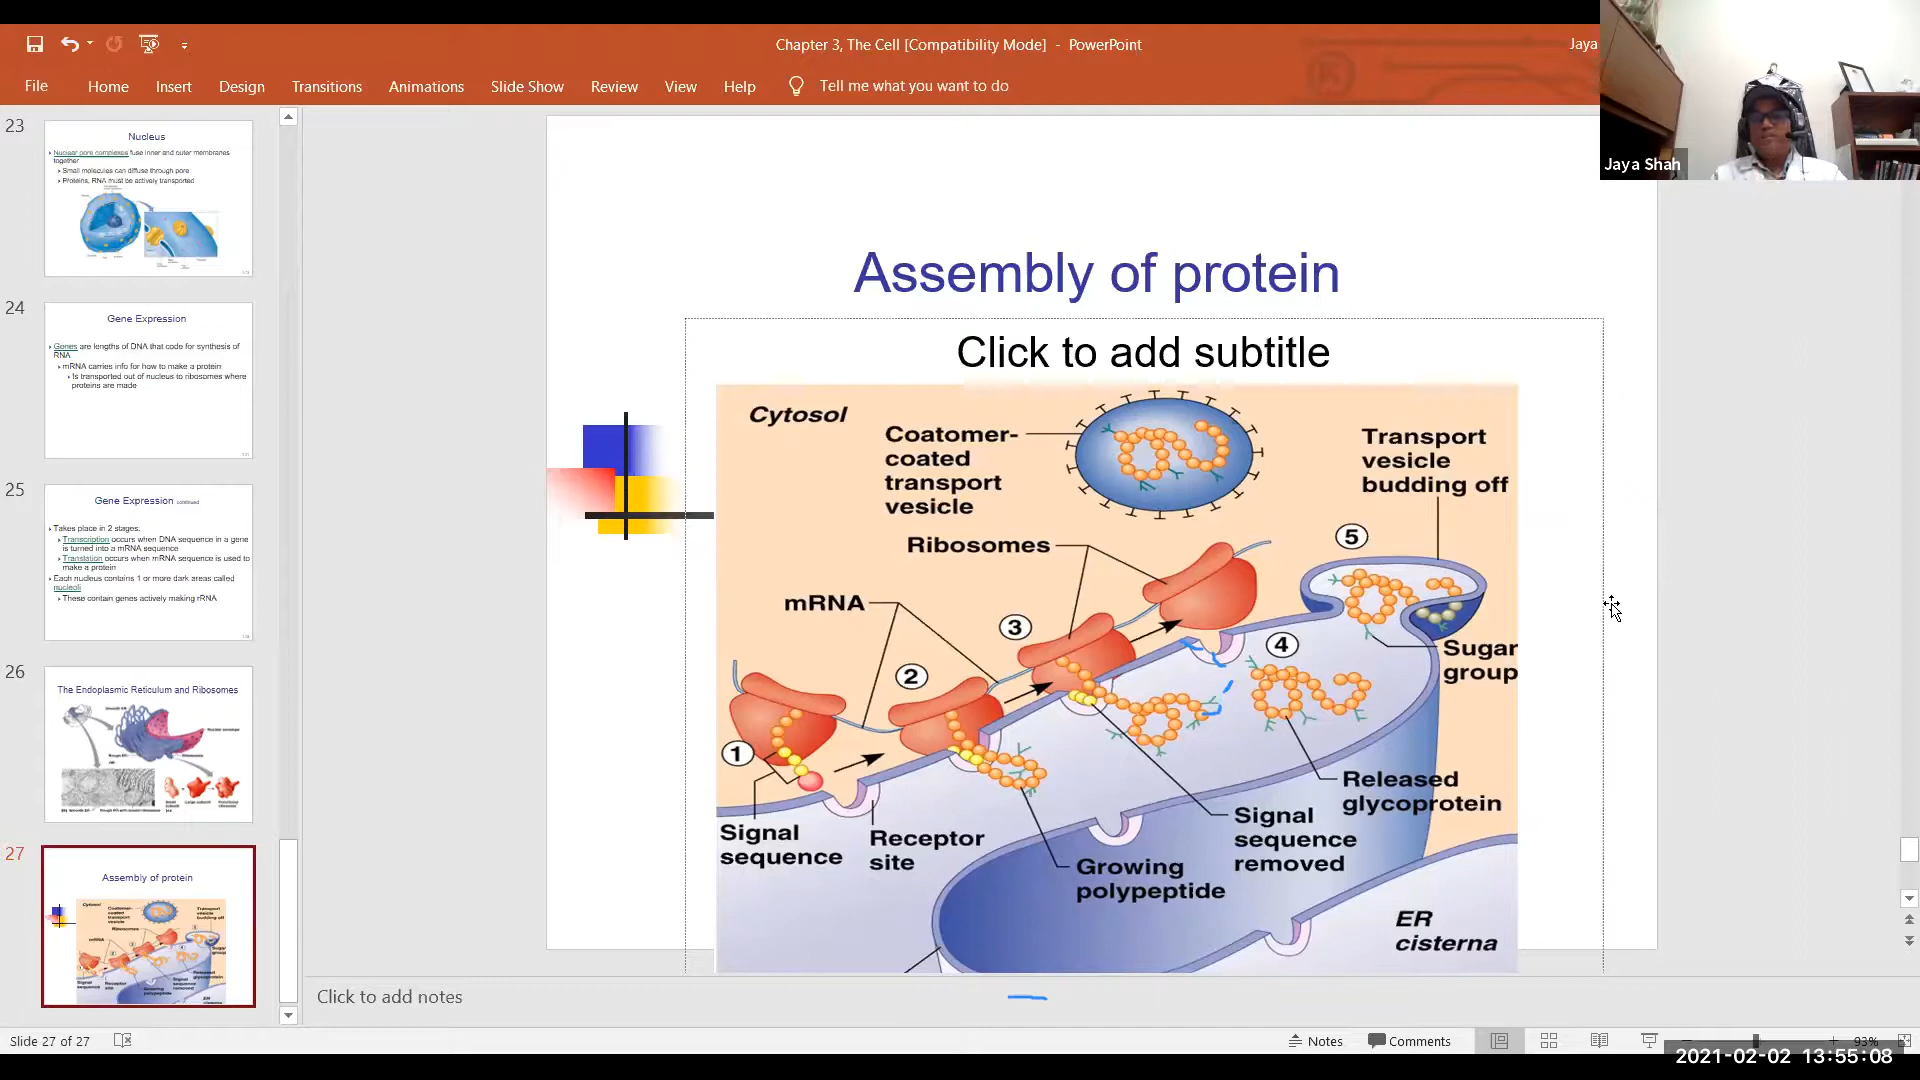 Chapter 3, The Cell [Compatibility Mode] - PowerPoint
Jaya
File
Home
Insert
Design
Transitions
Animations
Slide Show
Review
View
Help
Tell me what you want to do
Jaya Shah
23
Nucleus
Nuclear pore complexes fuse inner and outer membranes
together
Small molecules can diffuse through pore
Proteins, RNA must be actively transported
24
Gene Expression
Genes are lengths of DNA that code for synthesis of
RNA
mRNA carries info for how to make a protein
Is transported out of nucleus to ribosomes where
proteins are made
25
Gene Expression continued
Takes place in 2 stages:
Transcription occurs when DNA sequence in a gene
is turned into a mRNA sequence
Translation occurs when mRNA sequence is used to
make a protein
Each nucleus contains 1 or more dark areas called
nucleoli
These contain genes actively making rRNA
26
The Endoplasmic Reticulum and Ribosomes
27
Assembly of protein
Assembly of protein
Click to add subtitle
Cytosol
Coatomer-
coated
transport
vesicle
Transport
vesicle
budding off
Ribosomes
mRNA
1
2
3
4
5
Sugar
group
Released
glycoprotein
Signal
sequence
Receptor
site
Signal
sequence
removed
Growing
polypeptide
ER
cisterna
Click to add notes
Slide 27 of 27
Notes
Comments
93%
2021-02-02 13:55:08